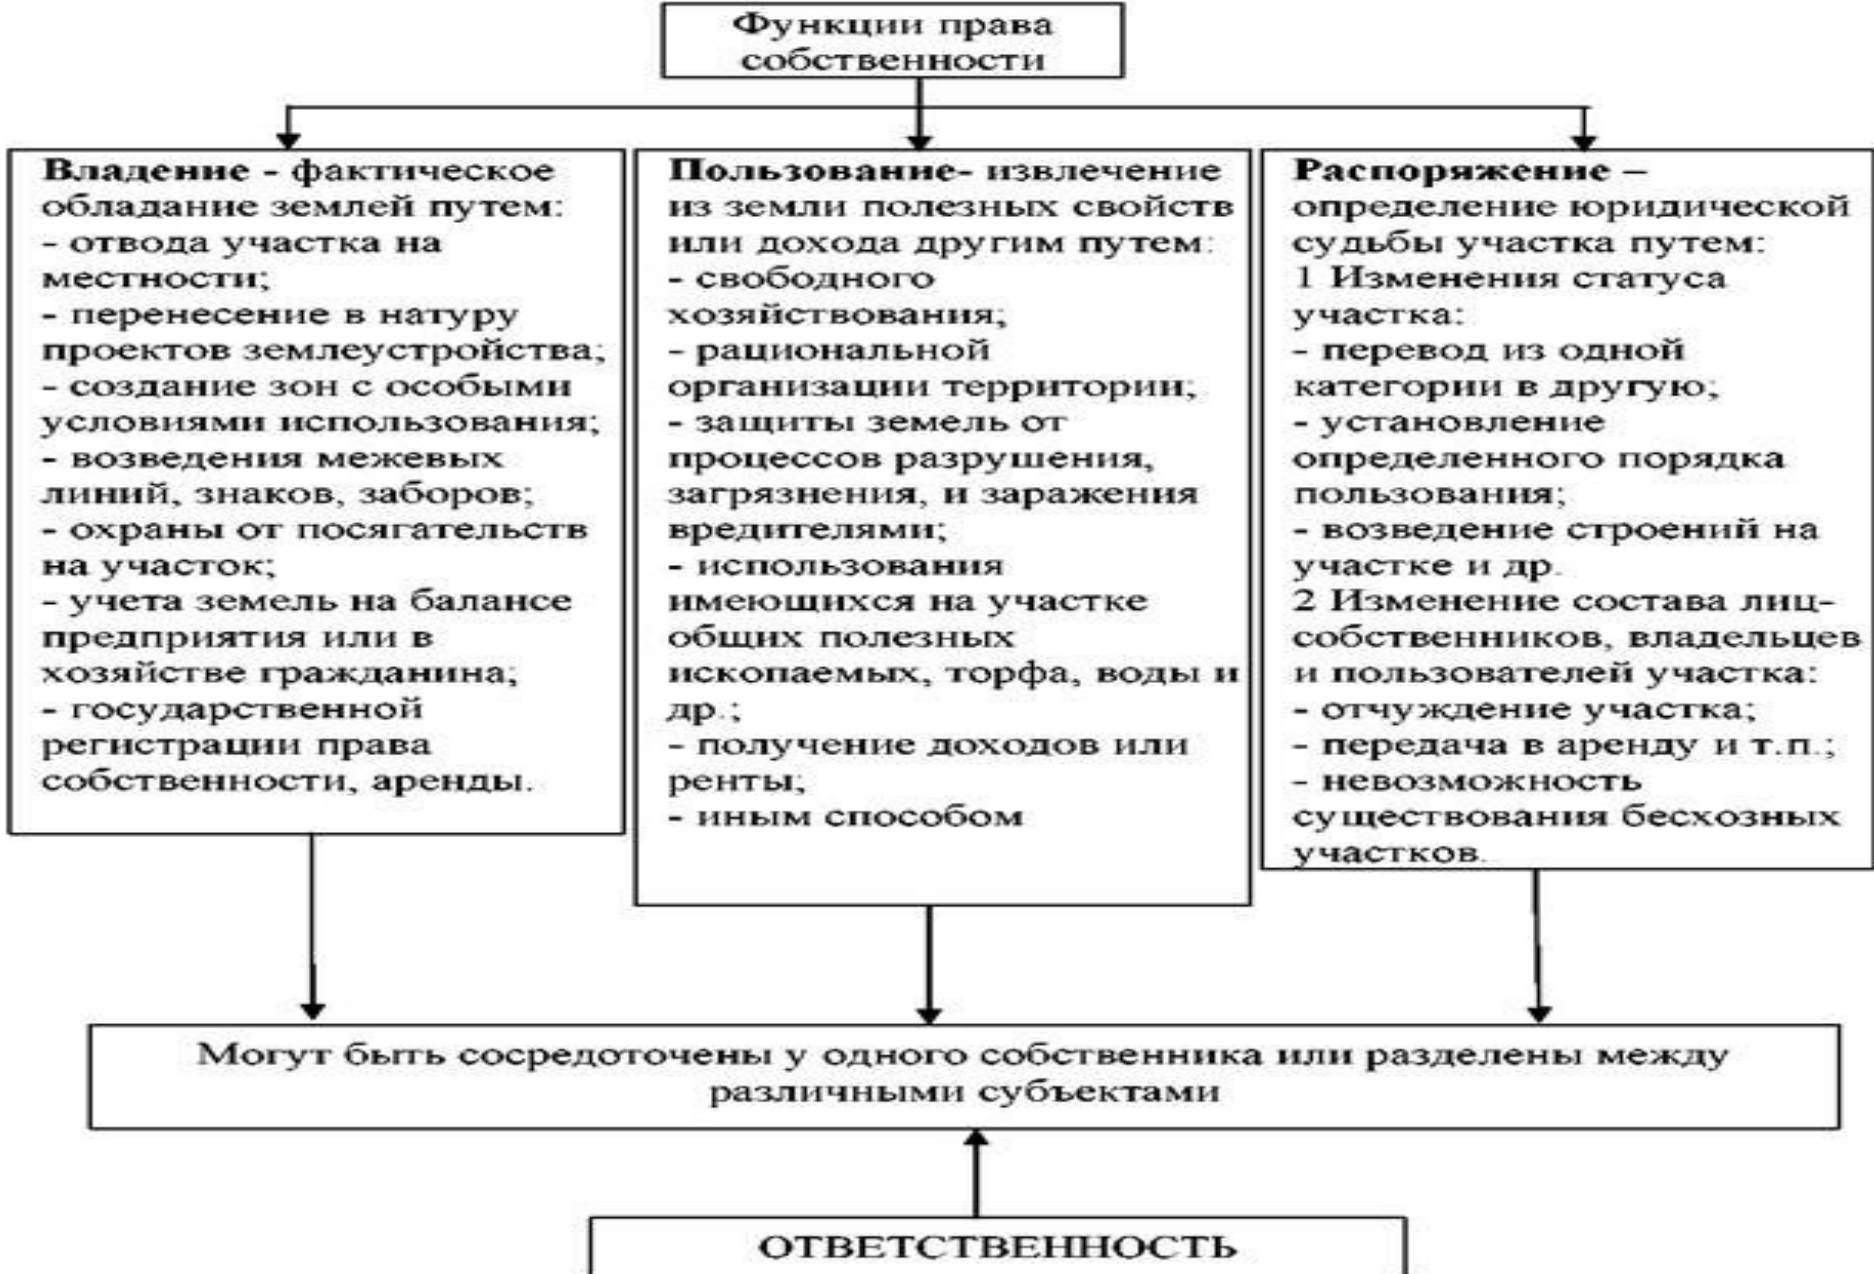 Функции права
собственности
Владение - фактическое
обладание землей путем:
- отвода участка на
местности;
- перенесение в натуру
проектов землеустройства;
- создание зон с особыми
условиями использования;
- возведения межевых
линий, знаков, заборов;
- охраны от посягательств
на участок;
- учета земель на балансе
предприятия или в
хозяйстве гражданина;
- государственной
регистрации права
собственности, аренды.
Пользование- извлечение
из земли полезных свойств
или дохода другим путем:
- свободного
хозяйствования;
- рациональной
организации территории;
- защиты земель от
процессов разрушения,
загрязнения, и заражения
вредителями;
- использования
имеющихся на участке
общих полезных
ископаемых, торфа, воды и
др.;
- получение доходов или
ренты;
- иным способом
Распоряжение –
определение юридической
судьбы участка путем:
1 Изменения статуса
участка:
- перевод из одной
категории в другую;
- установление
определенного порядка
пользования;
- возведение строений на
участке и др.
2 Изменение состава лиц-
собственников, владельцев
и пользователей участка:
- отчуждение участка;
- передача в аренду и т.п.;
- невозможность
существования бесхозных
участков.
Могут быть сосредоточены у одного собственника или разделены между
различными субъектами
ОТВЕТСТВЕННОСТЬ